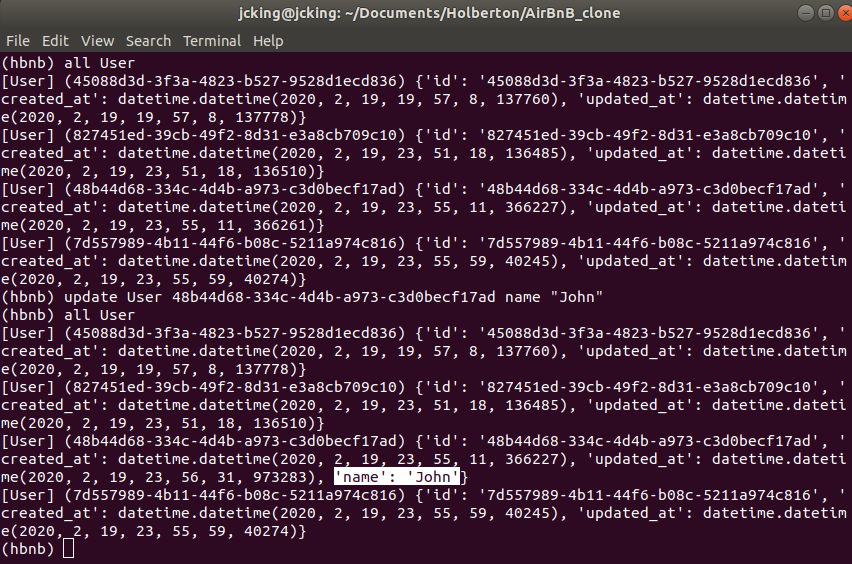 jcking@jcking: ~/Documents/Holberton/AirBnB_clone
File Edit View Search Terminal Help
(hbnb) all User
[User] (45088d3d-3f3a-4823-b527-9528d1ecd836) {'id': '45088d3d-3f3a-4823-b527-9528d1ecd836', '
created_at': datetime.datetime(2020, 2, 19, 19, 57, 8, 137760), 'updated_at': datetime.datetim
e(2020, 2, 19, 19, 57, 8, 137778)}
[User] (827451ed-39cb-49f2-8d31-e3a8cb709c10) {'id': '827451ed-39cb-49f2-8d31-e3a8cb709c10', '
created_at': datetime.datetime(2020, 2, 19, 23, 51, 18, 136485), 'updated_at': datetime.dateti
me(2020, 2, 19, 23, 51, 18, 136510)}
[User] (48b44d68-334c-4d4b-a973-c3d0becf17ad) {'id': '48b44d68-334c-4d4b-a973-c3d0becf17ad', '
created_at': datetime.datetime(2020, 2, 19, 23, 55, 11, 366227), 'updated_at': datetime.dateti
me(2020, 2, 19, 23, 55, 11, 366261)}
[User] (7d557989-4b11-44f6-b08c-5211a974c816) {'id': '7d557989-4b11-44f6-b08c-5211a974c816', '
created_at': datetime.datetime(2020, 2, 19, 23, 55, 59, 40245), 'updated_at': datetime.datetim
e(2020, 2, 19, 23, 55, 59, 40274)}
(hbnb) update User 48b44d68-334c-4d4b-a973-c3d0becf17ad name "John"
(hbnb) all User
[User] (45088d3d-3f3a-4823-b527-9528d1ecd836) {'id': '45088d3d-3f3a-4823-b527-9528d1ecd836', '
created_at': datetime.datetime(2020, 2, 19, 19, 57, 8, 137760), 'updated_at': datetime.datetim
e(2020, 2, 19, 19, 57, 8, 137778)}
[User] (827451ed-39cb-49f2-8d31-e3a8cb709c10) {'id': '827451ed-39cb-49f2-8d31-e3a8cb709c10', '
created_at': datetime.datetime(2020, 2, 19, 23, 51, 18, 136485), 'updated_at': datetime.dateti
me(2020, 2, 19, 23, 51, 18, 136510)}
[User] (48b44d68-334c-4d4b-a973-c3d0becf17ad) {'id': '48b44d68-334c-4d4b-a973-c3d0becf17ad', '
created_at': datetime.datetime(2020, 2, 19, 23, 55, 11, 366227), 'updated_at': datetime.dateti
me(2020, 2, 19, 23, 56, 31, 973283), 'name': 'John'}
[User] (7d557989-4b11-44f6-b08c-5211a974c816) {'id': '7d557989-4b11-44f6-b08c-5211a974c816', '
created_at': datetime.datetime(2020, 2, 19, 23, 55, 59, 40245), 'updated_at': datetime.datetim
e(2020, 2, 19, 23, 55, 59, 40274)}
(hbnb)